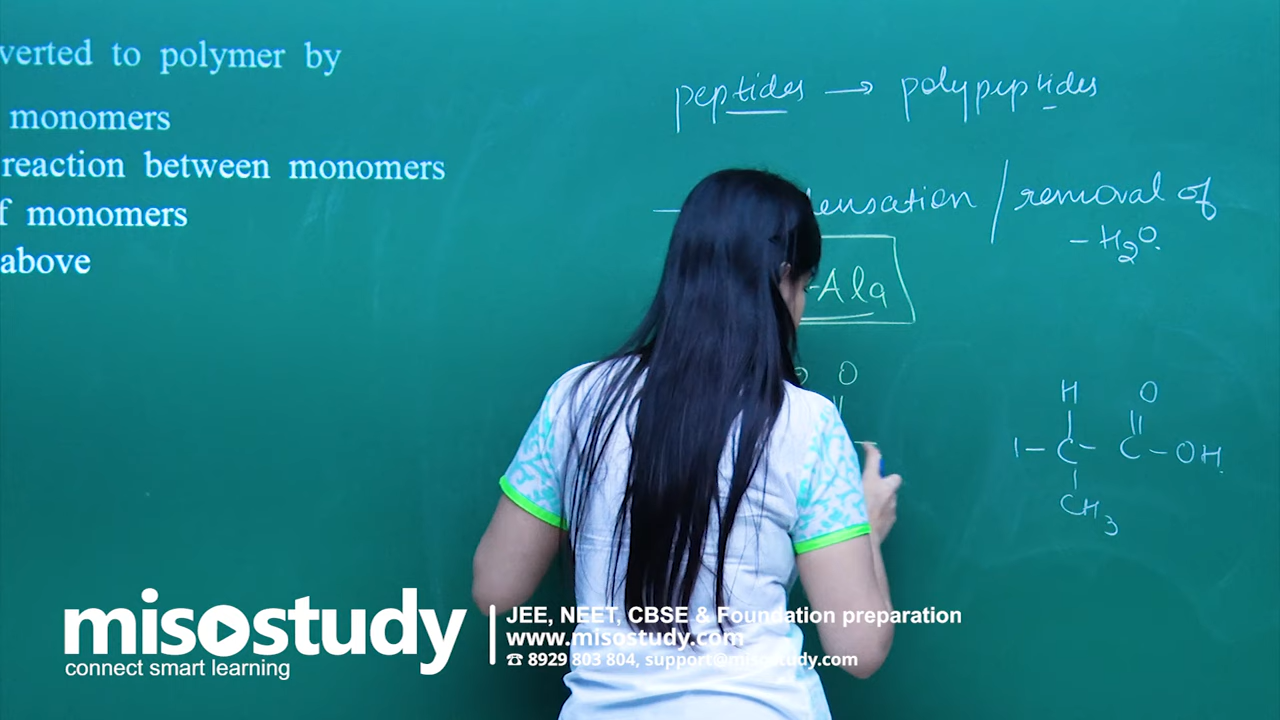 verted to polymer by
monomers
reaction between monomers
f monomers
above
peptides → polypeptides
ensation / removal of
- H2O.
-Ala
O
H O
- C - C - OH.
CH3
misostudy
connect smart learning
JEE, NEET, CBSE & Foundation preparation
www.misostudy.com
☎ 8929 803 804, support@misostudy.com